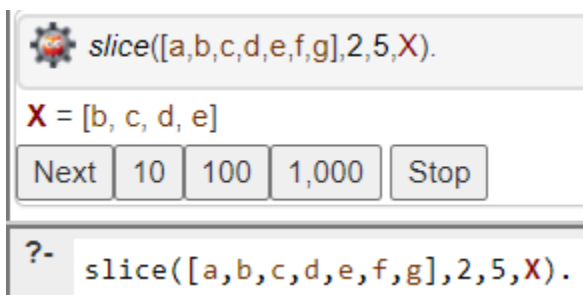 slice([a,b,c,d,e,f,g],2,5,X).
X = [b, c, d, e]
Next 10 100 1,000 Stop
?- slice([a,b,c,d,e,f,g],2,5,X).